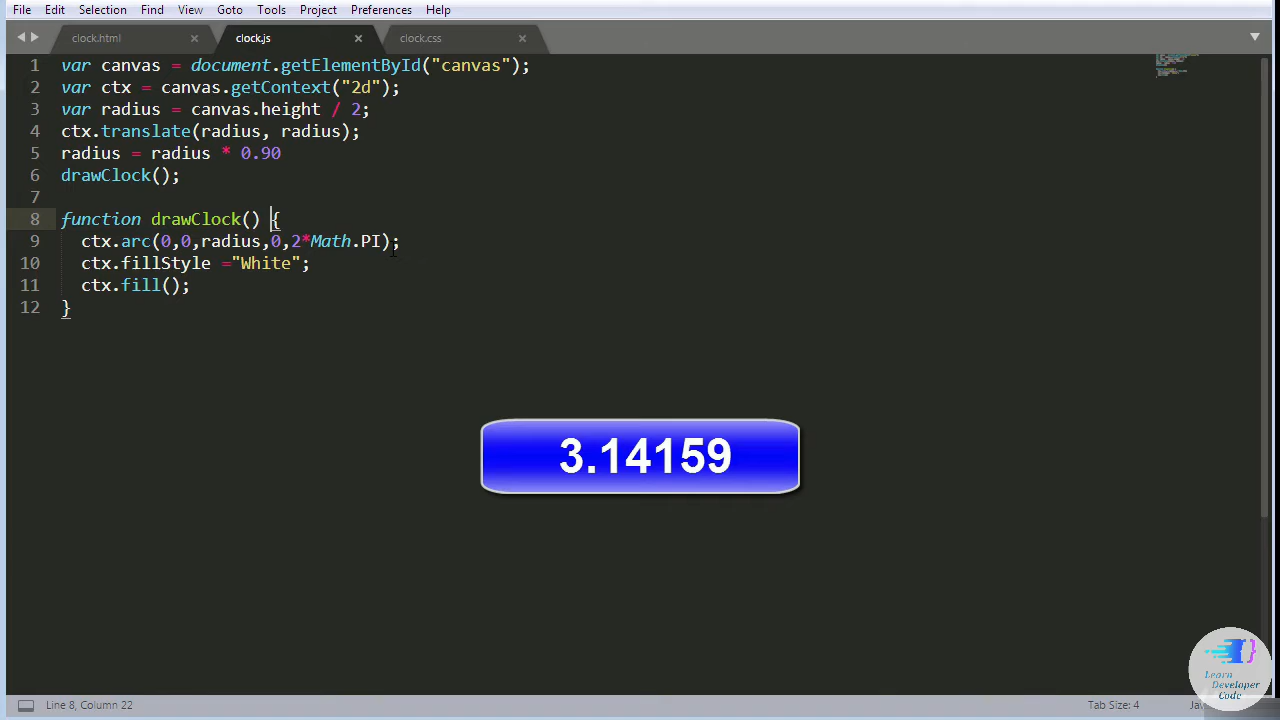 File Edit Selection Find View Goto Tools Project Preferences Help
clock.html clock.js clock.css
1 var canvas = document.getElementById("canvas");
2 var ctx = canvas.getContext("2d");
3 var radius = canvas.height / 2;
4 ctx.translate(radius, radius);
5 radius = radius * 0.90
6 drawClock();
7
8 function drawClock() {
9 ctx.arc(0,0,radius,0,2*Math.PI);
10 ctx.fillStyle ="White";
11 ctx.fill();
12 }
3.14159
{}
Learn
Developer
Code
Line 8, Column 22 Tab Size: 4